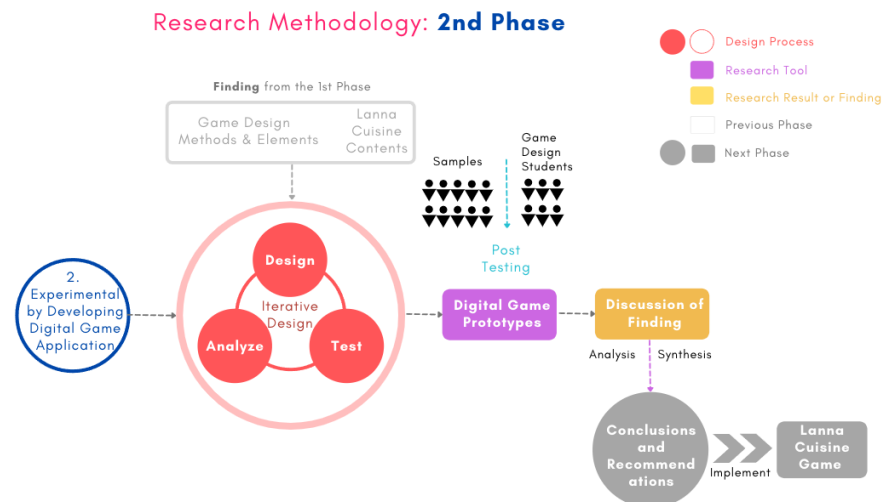 Research Methodology: 2nd Phase
Design Process
Research Tool
Research Result or Finding
Previous Phase
Next Phase
Finding from the 1st Phase
Game Design
Methods & Elements
Lanna
Cuisine
Contents
Samples
Game
Design
Students
Post
Testing
2.
Experimental
by Developing
Digital Game
Application
Design
Iterative
Design
Analyze
Test
Digital Game
Prototypes
Discussion of
Finding
Analysis
Synthesis
Conclusions
and
Recommend
ations
Implement
Lanna
Cuisine
Game